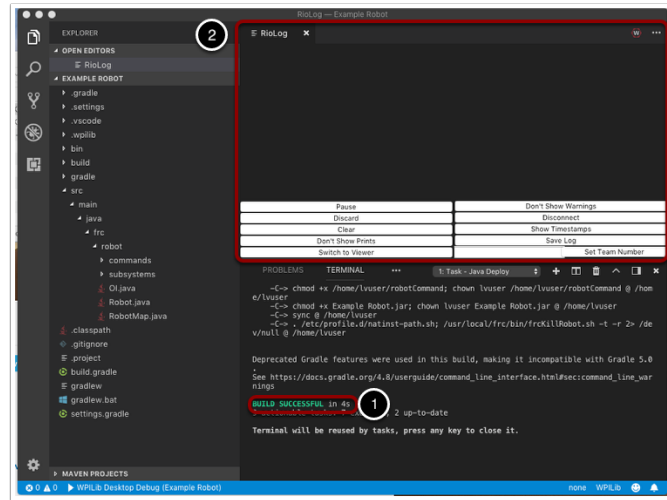 RioLog — Example Robot
EXPLORER
OPEN EDITORS
RioLog
EXAMPLE ROBOT
.gradle
.settings
.vscode
.wpilib
bin
build
gradle
src
main
java
frc
robot
commands
subsystems
OI.java
Robot.java
RobotMap.java
.classpath
.gitignore
.project
build.gradle
gradlew
gradlew.bat
settings.gradle
MAVEN PROJECTS
2
RioLog
W
Pause
Don't Show Warnings
Discard
Disconnect
Clear
Show Timestamps
Don't Show Prints
Save Log
Switch to Viewer
Set Team Number
PROBLEMS TERMINAL 1: Task - Java Deploy
-C-> chmod +x /home/lvuser/robotCommand; chown lvuser /home/lvuser/robotCommand @ /hom
e/lvuser
-C-> chmod +x Example Robot.jar; chown lvuser Example Robot.jar @ /home/lvuser
-C-> sync @ /home/lvuser
-C-> . /etc/profile.d/natinst-path.sh; /usr/local/frc/bin/frcKillRobot.sh -t -r 2> /de
v/null @ /home/lvuser
Deprecated Gradle features were used in this build, making it incompatible with Gradle 5.0
.
See https://docs.gradle.org/4.8/userguide/command_line_interface.html#sec:command_line_war
nings
BUILD SUCCESSFUL in 4s
1
2 up-to-date
Terminal will be reused by tasks, press any key to close it.
0 0 WPILib Desktop Debug (Example Robot) none WPILib